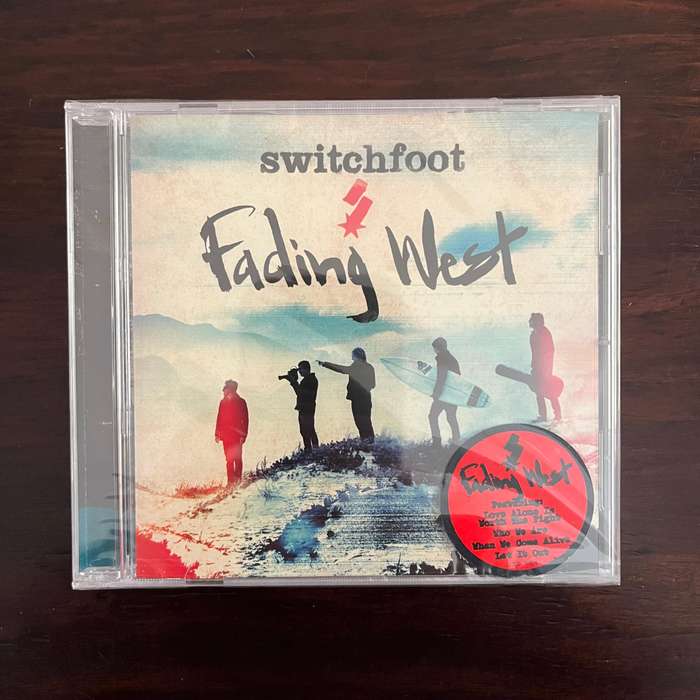 switchfoot
Fading West
Fading West
Featuring:
Love Alone Is
Worth The Fight
Who We Are
When We Come Alive
Let It Out